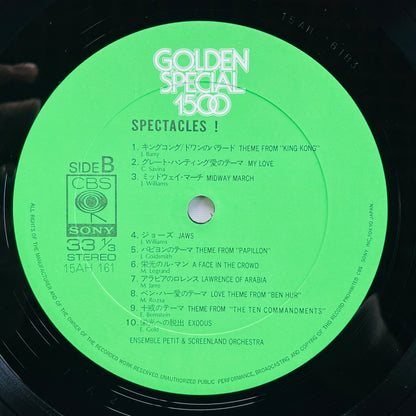 15AH 161B3
GOLDEN
SPECIAL
1500
SPECTACLES !
SIDE B
CBS
SONY
33 1/3
STEREO
15AH 161
1. キングコング/ドワンのバラード THEME FROM "KING KONG"
J. Barry
2. グレート・ハンティング愛のテーマ MY LOVE
C. Savina
3. ミッドウェイ・マーチ MIDWAY MARCH
J. Williams
4. ジョーズ JAWS
J. Williams
5. パピヨンのテーマ THEME FROM "PAPILLON"
J. Goldsmith
6. 栄光のル・マン A FACE IN THE CROWD
M. Legrand
7. アラビアのロレンス LAWRENCE OF ARABIA
M. Jarre
8. ベン・ハー愛のテーマ LOVE THEME FROM "BEN HUR"
M. Rozsa
9. 十戒のテーマ THEME FROM "THE TEN COMMANDMENTS"
E. Bernstein
10. 栄光への脱出 EXODUS
E. Gold
ENSEMBLE PETIT & SCREENLAND ORCHESTRA
ALL RIGHTS OF THE MANUFACTURER AND OF THE OWNER OF THE RECORDED WORK RESERVED. UNAUTHORIZED PUBLIC PERFORMANCE, BROADCASTING AND COPYING OF THIS RECORD PROHIBITED. CBS/SONY INC./TOKYO JAPAN